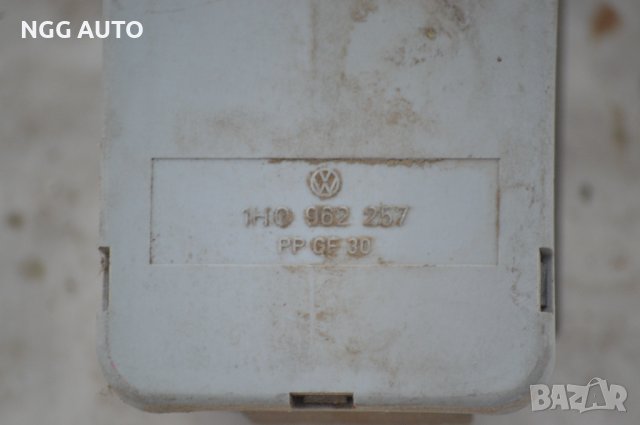 NGG AUTO
1H0 962 257
PP GF 30
BAZAR